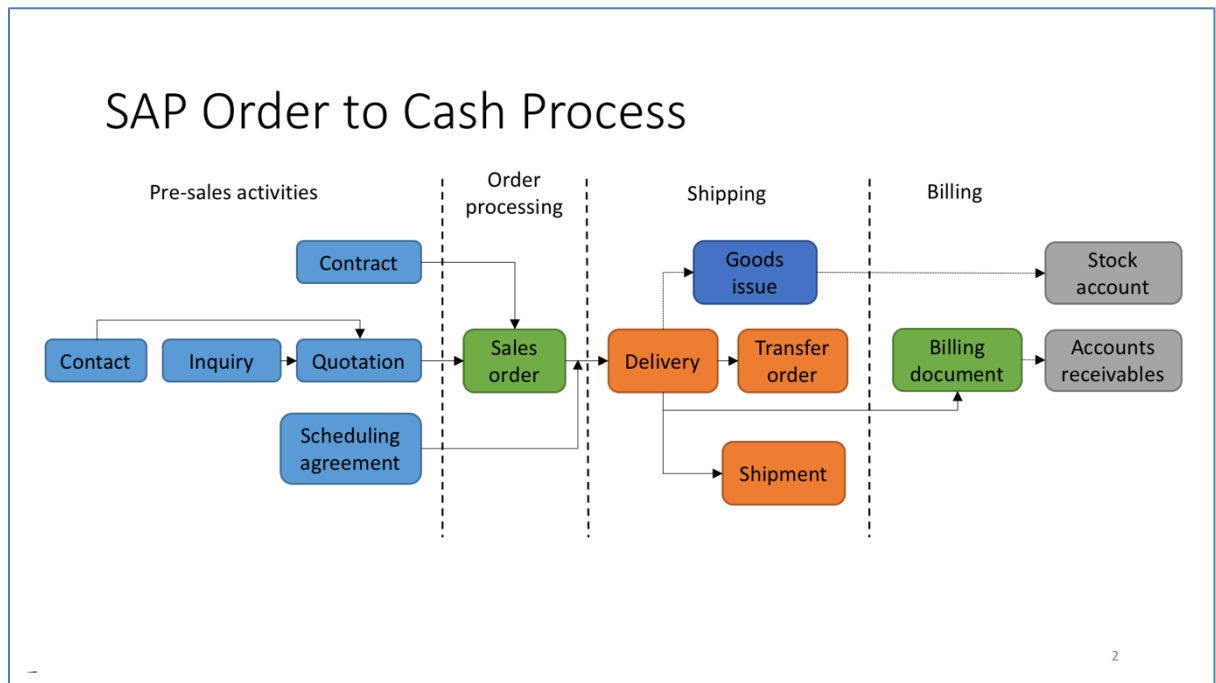 SAP Order to Cash Process
Pre-sales activities
Order
processing
Shipping
Billing
Contract
Goods
issue
Stock
account
Contact
Inquiry
Quotation
Sales
order
Delivery
Transfer
order
Billing
document
Accounts
receivables
Scheduling
agreement
Shipment
2